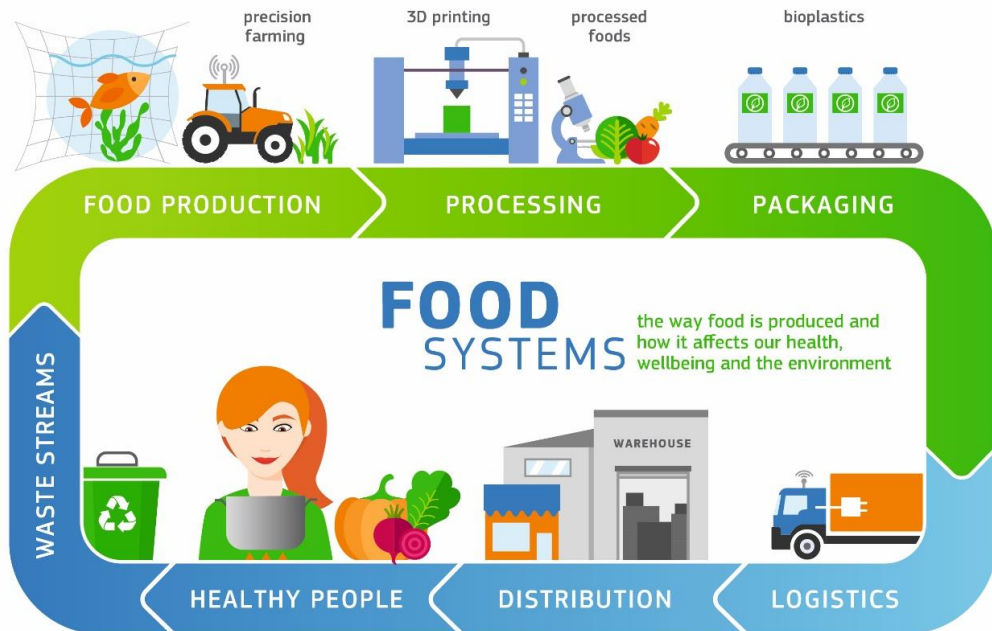 precision
farming
3D printing
processed
foods
bioplastics
FOOD PRODUCTION
PROCESSING
PACKAGING
FOOD
SYSTEMS
the way food is produced and
how it affects our health,
wellbeing and the environment
WASTE STREAMS
WAREHOUSE
HEALTHY PEOPLE
DISTRIBUTION
LOGISTICS